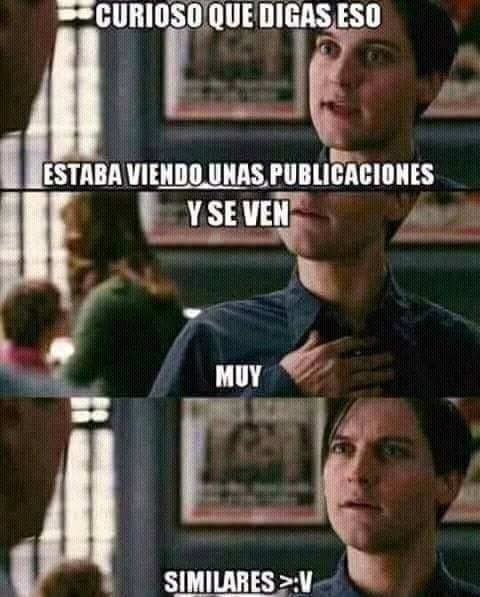 CURIOSO QUE DIGAS ESO
ESTABA VIENDO UNAS PUBLICACIONES
Y SE VEN
MUY
SIMILARES >:V